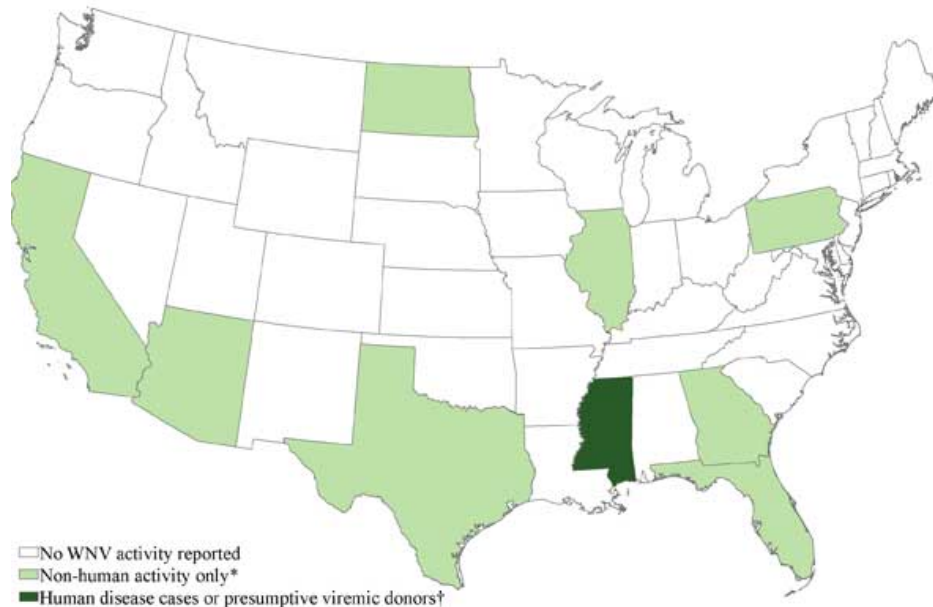 No WNV activity reported
Non-human activity only*
Human disease cases or presumptive viremic donors†